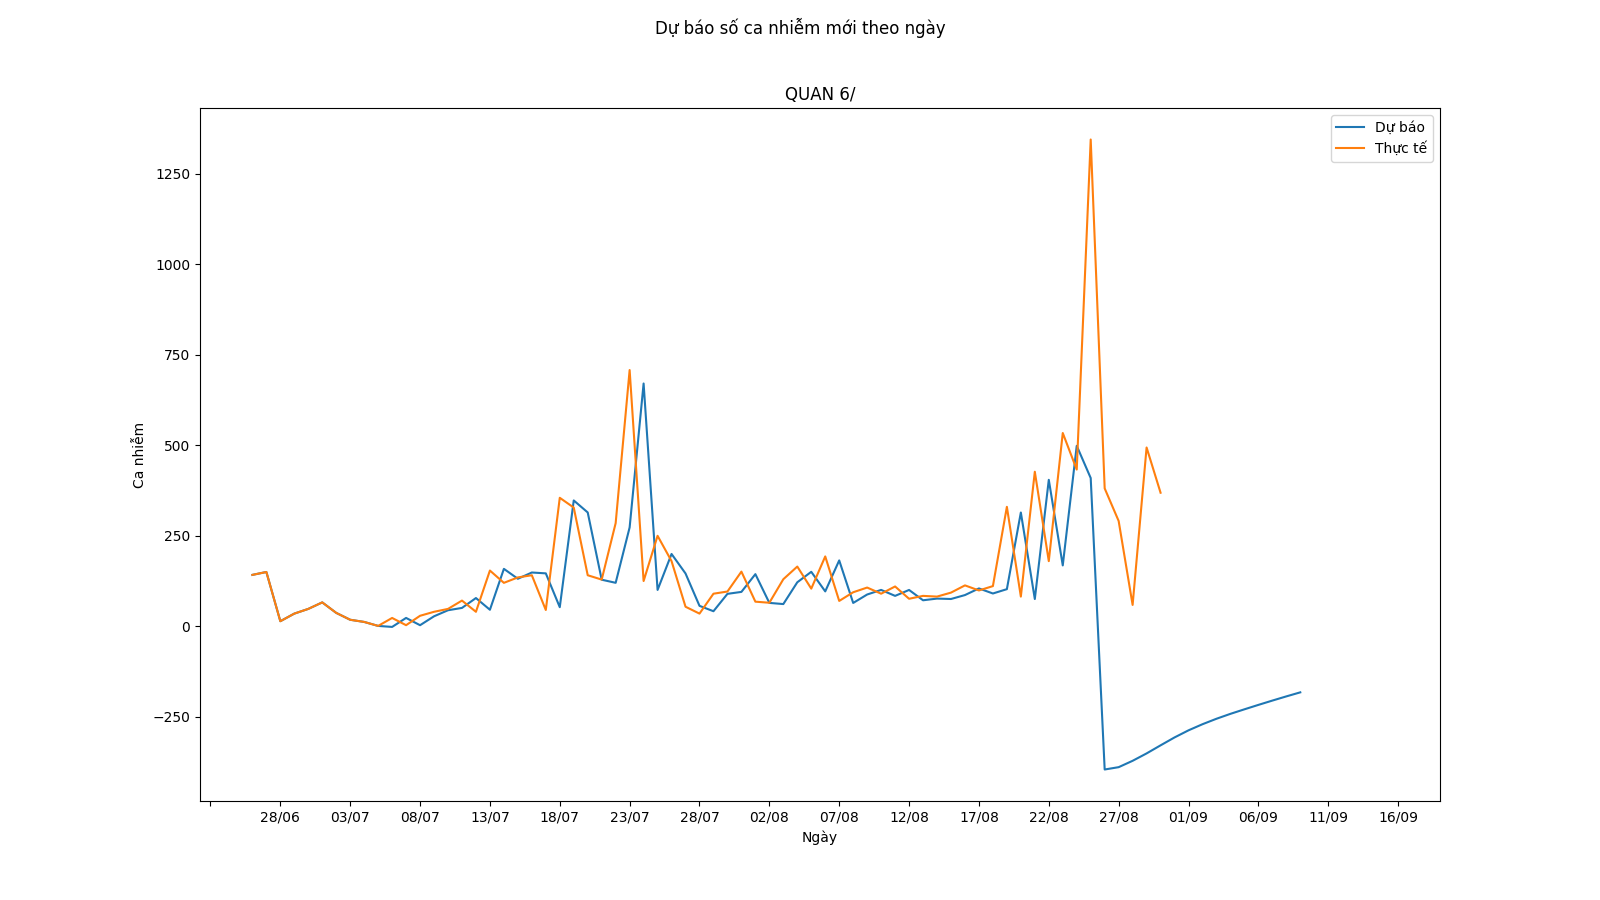 Dự báo số ca nhiễm mới theo ngày
QUAN 6/
Dự báo
Thực tế
1250
1000
750
500
250
0
−250
Ca nhiễm
28/06 03/07 08/07 13/07 18/07 23/07 28/07 02/08 07/08 12/08 17/08 22/08 27/08 01/09 06/09 11/09 16/09
Ngày